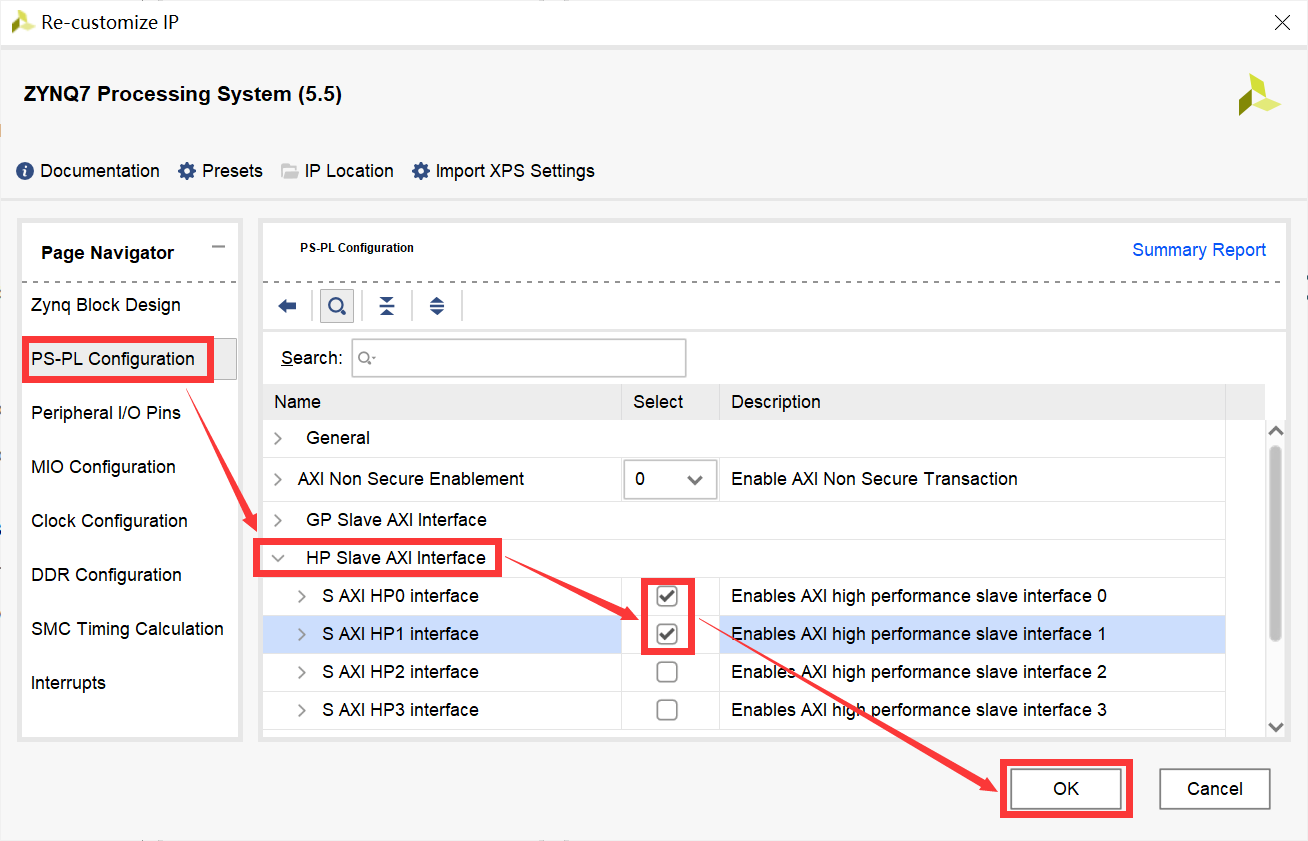 Re-customize IP
ZYNQ7 Processing System (5.5)
Documentation Presets IP Location Import XPS Settings
Page Navigator
Zynq Block Design
PS-PL Configuration
Peripheral I/O Pins
MIO Configuration
Clock Configuration
DDR Configuration
SMC Timing Calculation
Interrupts
PS-PL Configuration Summary Report
Search:
Name Select Description
General
AXI Non Secure Enablement 0 Enable AXI Non Secure Transaction
GP Slave AXI Interface
HP Slave AXI Interface
S AXI HP0 interface Enables AXI high performance slave interface 0
S AXI HP1 interface Enables AXI high performance slave interface 1
S AXI HP2 interface Enables AXI high performance slave interface 2
S AXI HP3 interface Enables AXI high performance slave interface 3
OK Cancel